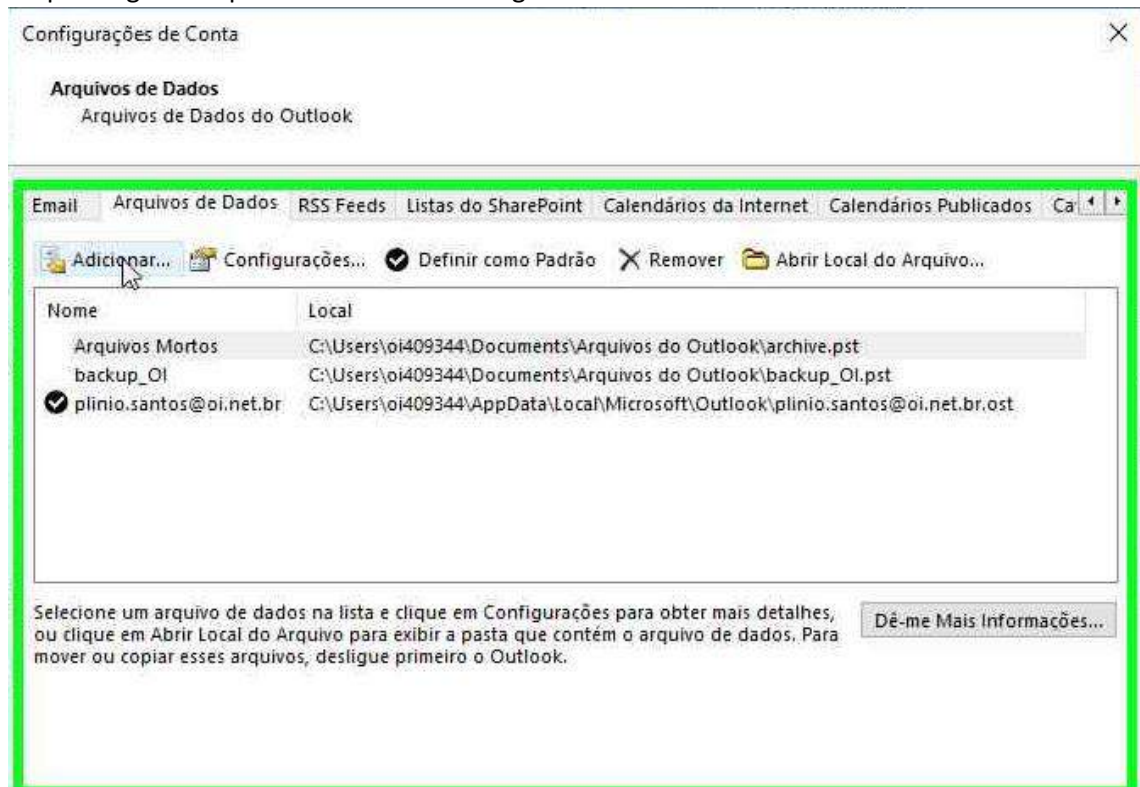 Configurações de Conta
Arquivos de Dados
Arquivos de Dados do Outlook
Email Arquivos de Dados RSS Feeds Listas do SharePoint Calendários da Internet Calendários Publicados
Adicionar... Configurações... Definir como Padrão Remover Abrir Local do Arquivo...
Nome Local
Arquivos Mortos C:\Users\oi409344\Documents\Arquivos do Outlook\archive.pst
backup_OI C:\Users\oi409344\Documents\Arquivos do Outlook\backup_OI.pst
plinio.santos@oi.net.br C:\Users\oi409344\AppData\Local\Microsoft\Outlook\plinio.santos@oi.net.br.ost
Selecione um arquivo de dados na lista e clique em Configurações para obter mais detalhes,
ou clique em Abrir Local do Arquivo para exibir a pasta que contém o arquivo de dados. Para
mover ou copiar esses arquivos, desligue primeiro o Outlook.
Dê-me Mais Informações...